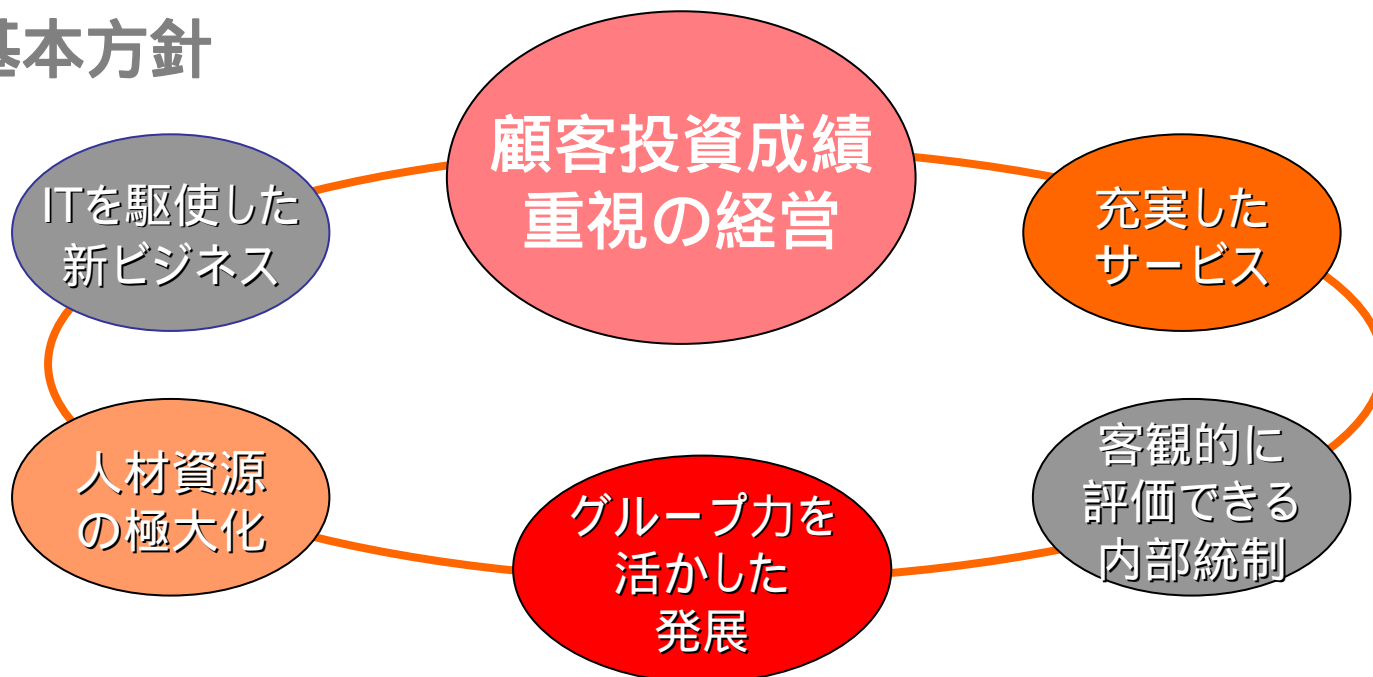 基本方針
顧客投資成績
重視の経営
ITを駆使した
新ビジネス
充実した
サービス
人材資源
の極大化
グループ力を
活かした
発展
客観的に
評価できる
内部統制